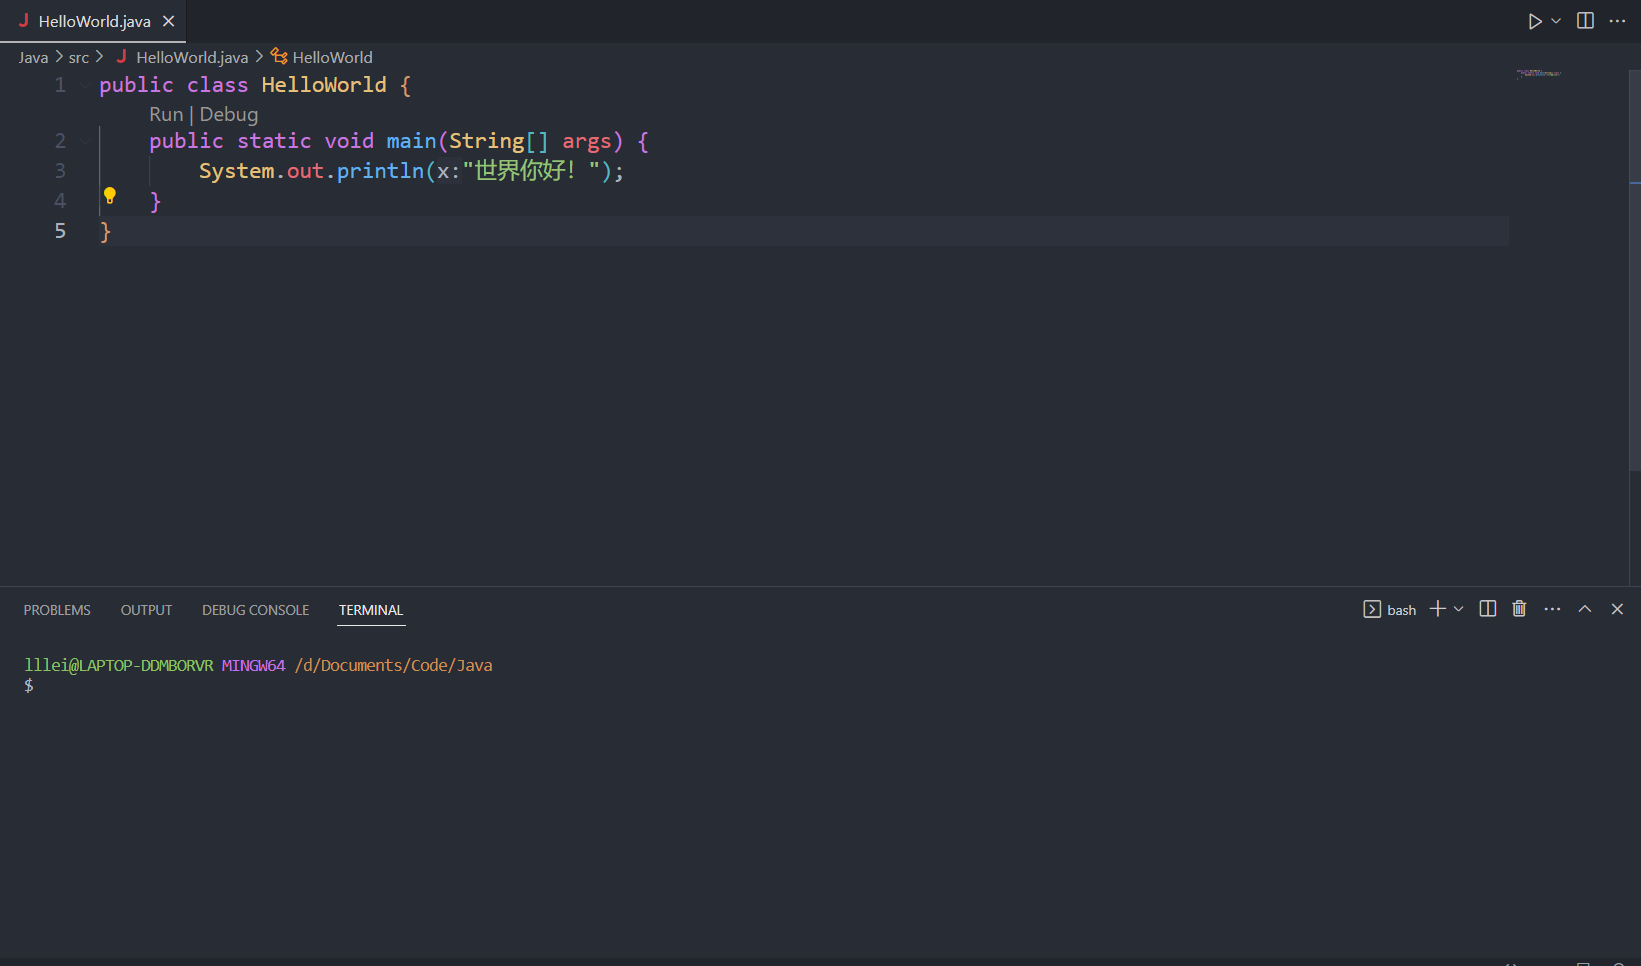 HelloWorld.java
Java > src > HelloWorld.java > HelloWorld
1 public class HelloWorld {
Run | Debug
2 public static void main(String[] args) {
3 System.out.println(x:"世界你好！");
4 }
5 }
PROBLEMS OUTPUT DEBUG CONSOLE TERMINAL bash
lllei@LAPTOP-DDMBORVR MINGW64 /d/Documents/Code/Java
$